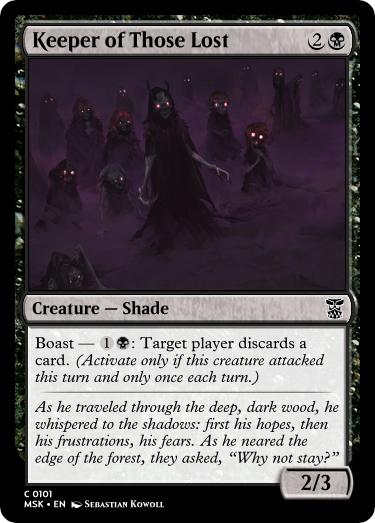 Keeper of Those Lost 2
Creature — Shade
Boast — 1: Target player discards
a card. (Activate only if this creature attacked
this turn and only once each turn.)
As he traveled through the deep, dark wood, he
whispered to the shadows: first his hopes, then
his frustrations, his fears. As he neared the
edge of the forest, they asked, “Why not stay?”
2/3
C 0101
MSK • EN Sebastian Kowoll